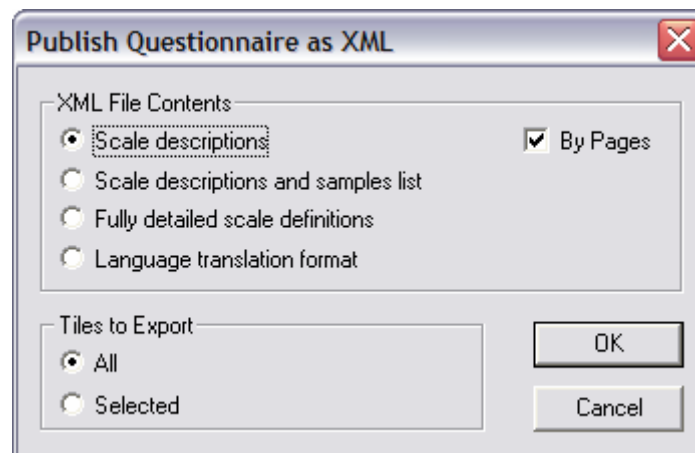 Publish Questionnaire as XML
XML File Contents
Scale descriptions
By Pages
Scale descriptions and samples list
Fully detailed scale definitions
Language translation format
Tiles to Export
All
Selected
OK
Cancel